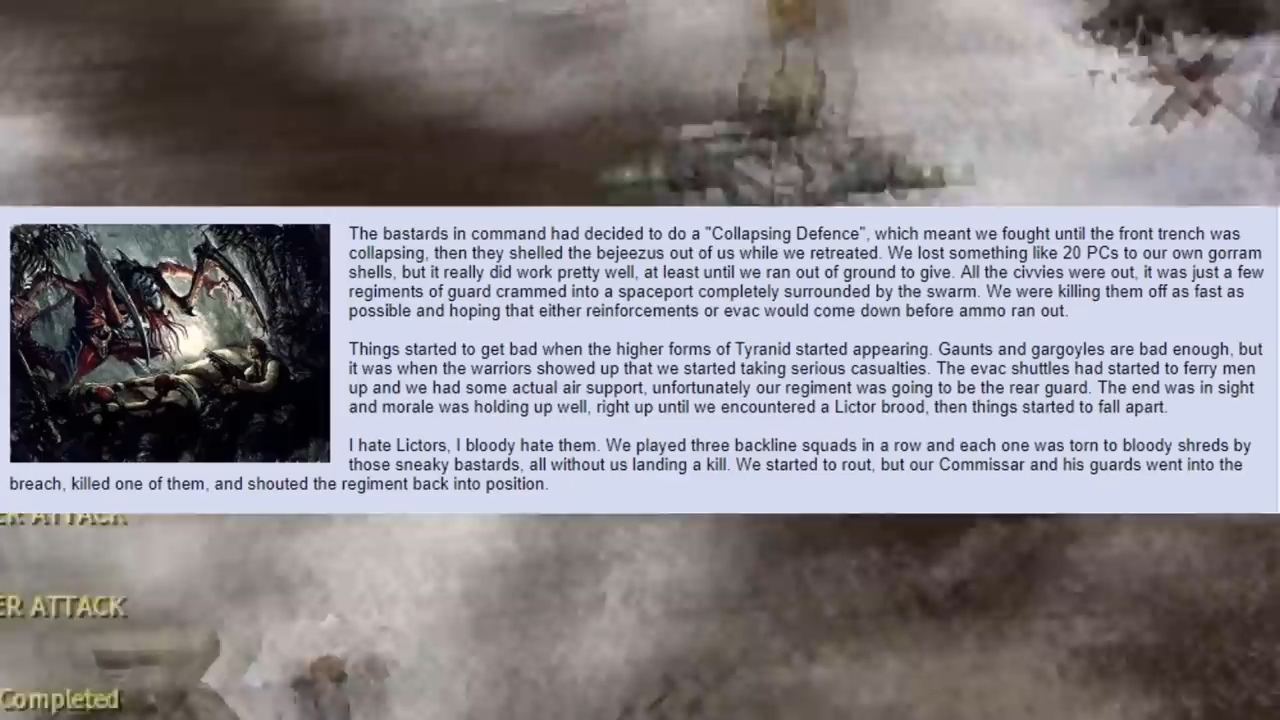 The bastards in command had decided to do a "Collapsing Defence", which meant we fought until the front trench was
collapsing, then they shelled the bejeezus out of us while we retreated. We lost something like 20 PCs to our own gorram
shells, but it really did work pretty well, at least until we ran out of ground to give. All the civvies were out, it was just a few
regiments of guard crammed into a spaceport completely surrounded by the swarm. We were killing them off as fast as
possible and hoping that either reinforcements or evac would come down before ammo ran out.
Things started to get bad when the higher forms of Tyranid started appearing. Gaunts and gargoyles are bad enough, but
it was when the warriors showed up that we started taking serious casualties. The evac shuttles had started to ferry men
up and we had some actual air support, unfortunately our regiment was going to be the rear guard. The end was in sight
and morale was holding up well, right up until we encountered a Lictor brood, then things started to fall apart.
I hate Lictors, I bloody hate them. We played three backline squads in a row and each one was torn to bloody shreds by
those sneaky bastards, all without us landing a kill. We started to rout, but our Commissar and his guards went into the
breach, killed one of them, and shouted the regiment back into position.
ER ATTACK
ER ATTACK
Completed